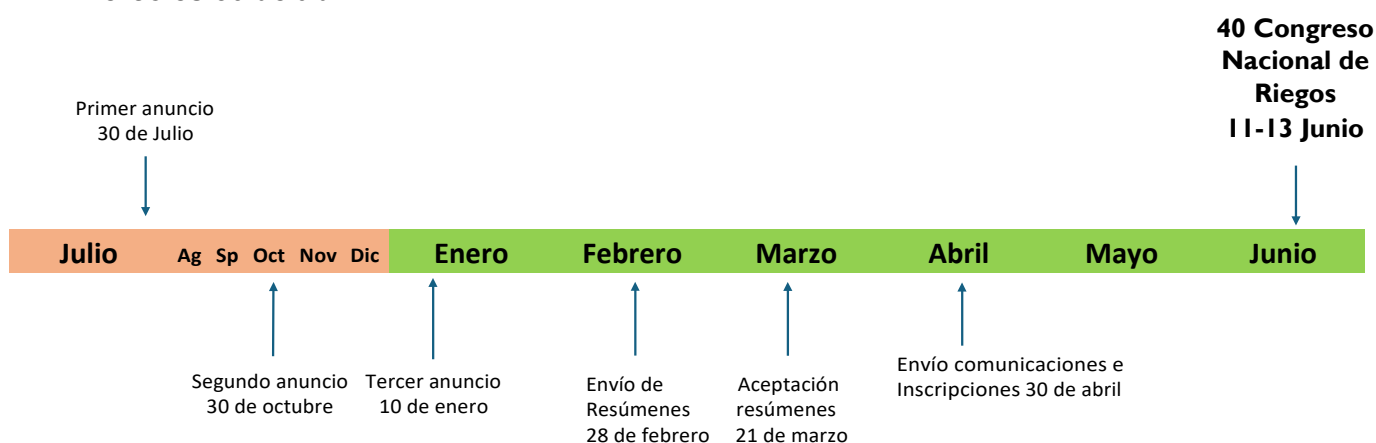 40 Congreso
Nacional de
Riegos
11-13 Junio
Primer anuncio
30 de Julio
Julio Ag Sp Oct Nov Dic Enero Febrero Marzo Abril Mayo Junio
Segundo anuncio
30 de octubre
Tercer anuncio
10 de enero
Envío de
Resúmenes
28 de febrero
Aceptación
resúmenes
21 de marzo
Envío comunicaciones e
Inscripciones 30 de abril